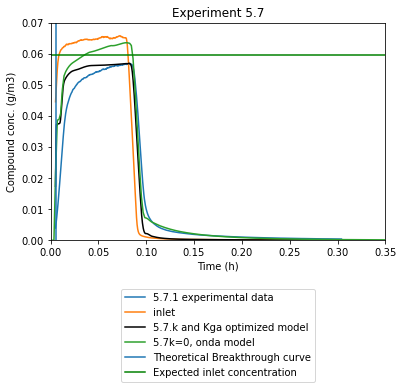 Experiment 5.7
Compound conc. (g/m3)
0.07
0.06
0.05
0.04
0.03
0.02
0.01
0.00
0.00 0.05 0.10 0.15 0.20 0.25 0.30 0.35
Time (h)
5.7.1 experimental data
inlet
5.7.k and Kga optimized model
5.7k=0, onda model
Theoretical Breakthrough curve
Expected inlet concentration